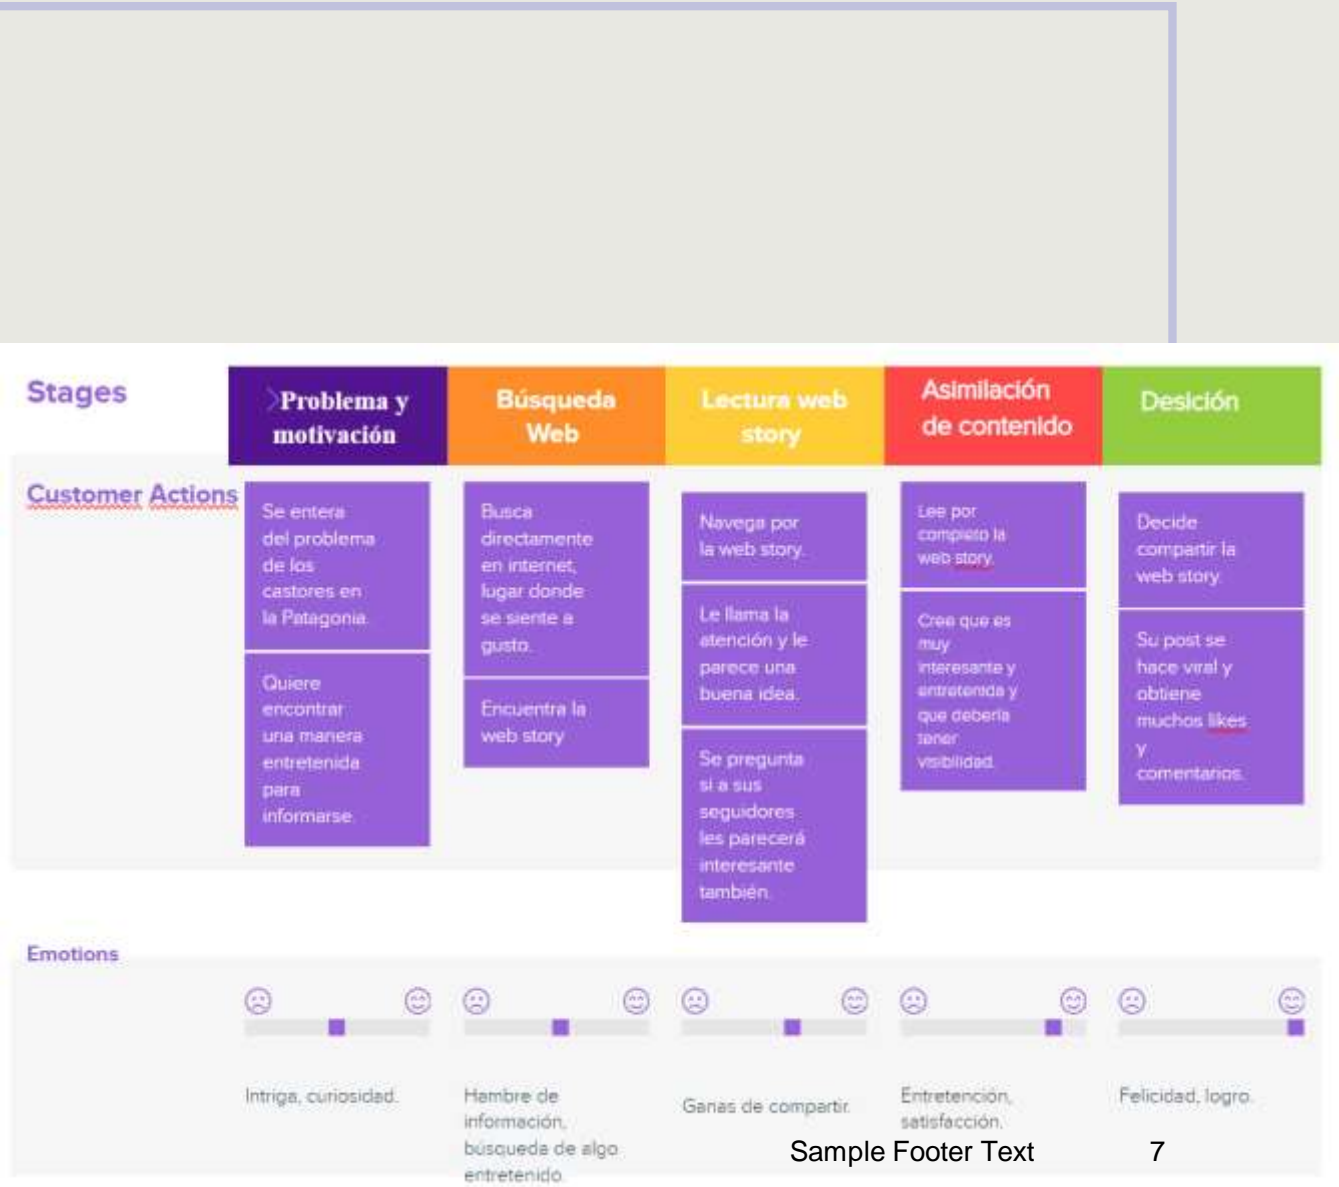 Stages
Problema y
motivación
Búsqueda
Web
Lectura web
story
Asimilación
de contenido
Desición
Customer Actions
Se entera
del problema
de los
castores en
la Patagonia.
Quiere
encontrar
una manera
entretenida
para
informarse.
Busca
directamente
en internet,
lugar donde
se siente a
gusto.
Encuentra la
web story
Navega por
la web story.
Le llama la
atención y le
parece una
buena idea.
Se pregunta
si a sus
seguidores
les parecerá
interesante
también.
Lee por
completo la
web story.
Cree que es
muy
interesante y
entretenida y
que debería
tener
visibilidad.
Decide
compartir la
web story.
Su post se
hace viral y
obtiene
muchos likes
y
comentarios.
Emotions
Intriga, curiosidad.
Hambre de
información,
búsqueda de algo
entretenido.
Ganas de compartir.
Entretención,
satisfacción.
Felicidad, logro.
Sample Footer Text
7